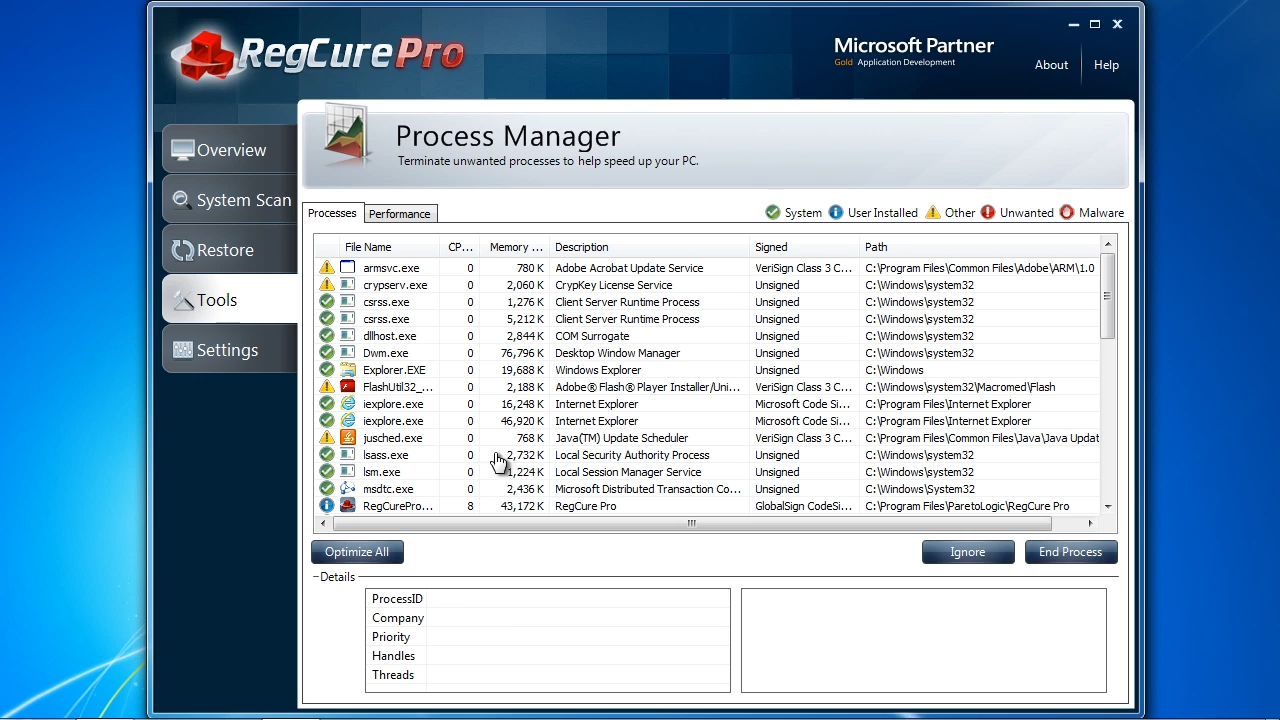 RegCurePro
Microsoft Partner
Gold Application Development
About
Help
Overview
System Scan
Restore
Tools
Settings
Process Manager
Terminate unwanted processes to help speed up your PC.
Processes
Performance
System
User Installed
Other
Unwanted
Malware
File Name CP... Memory ... Description Signed Path
armsvc.exe 0 780 K Adobe Acrobat Update Service VeriSign Class 3 C... C:\Program Files\Common Files\Adobe\ARM\1.0
crypserv.exe 0 2,060 K CrypKey License Service Unsigned C:\Windows\system32
csrss.exe 0 1,276 K Client Server Runtime Process Unsigned C:\Windows\system32
csrss.exe 0 5,212 K Client Server Runtime Process Unsigned C:\Windows\system32
dllhost.exe 0 2,844 K COM Surrogate Unsigned C:\Windows\system32
Dwm.exe 0 76,796 K Desktop Window Manager Unsigned C:\Windows\system32
Explorer.EXE 0 19,688 K Windows Explorer Unsigned C:\Windows
FlashUtil32_... 0 2,188 K Adobe® Flash® Player Installer/Uni... VeriSign Class 3 C... C:\Windows\system32\Macromed\Flash
iexplore.exe 0 16,248 K Internet Explorer Microsoft Code Si... C:\Program Files\Internet Explorer
iexplore.exe 0 46,920 K Internet Explorer Microsoft Code Si... C:\Program Files\Internet Explorer
jusched.exe 0 768 K Java(TM) Update Scheduler VeriSign Class 3 C... C:\Program Files\Common Files\Java\Java Updat
lsass.exe 0 2,732 K Local Security Authority Process Unsigned C:\Windows\system32
lsm.exe 0 1,224 K Local Session Manager Service Unsigned C:\Windows\system32
msdtc.exe 0 2,436 K Microsoft Distributed Transaction Co... Unsigned C:\Windows\System32
RegCurePro... 8 43,172 K RegCure Pro GlobalSign CodeSi... C:\Program Files\ParetoLogic\RegCure Pro
Optimize All
Ignore
End Process
Details
ProcessID
Company
Priority
Handles
Threads